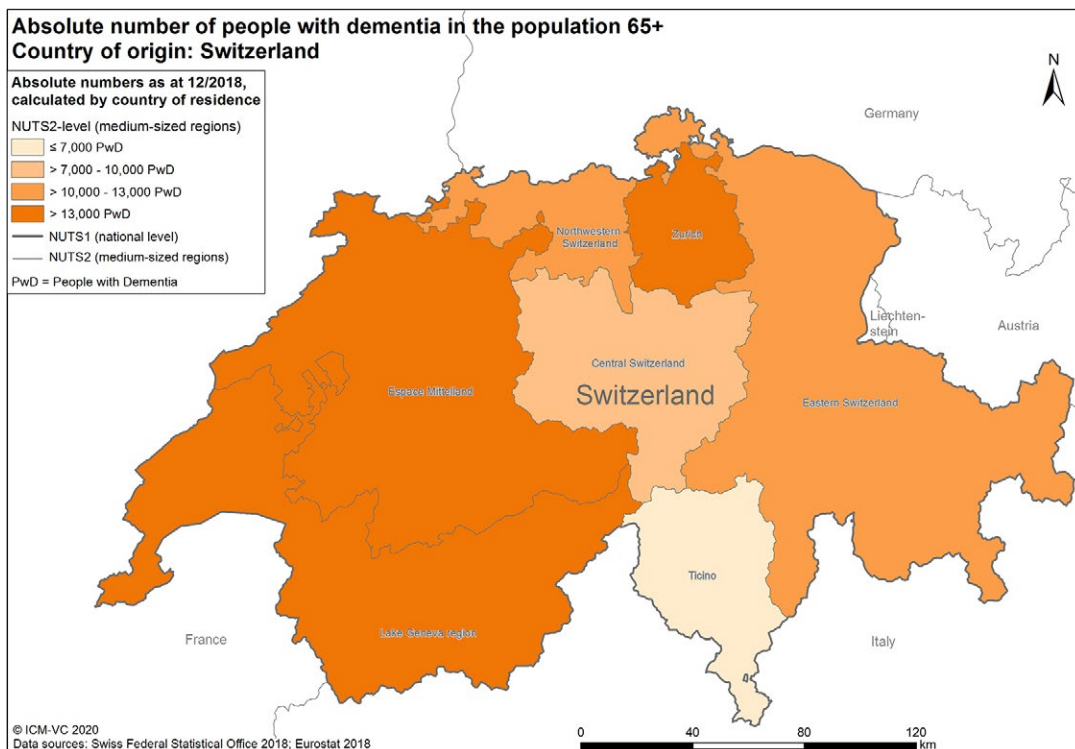 Absolute number of people with dementia in the population 65+
Country of origin: Switzerland
Absolute numbers as at 12/2018,
calculated by country of residence
NUTS2-level (medium-sized regions)
≤ 7,000 PwD
> 7,000 - 10,000 PwD
> 10,000 - 13,000 PwD
> 13,000 PwD
NUTS1 (national level)
NUTS2 (medium-sized regions)
PwD = People with Dementia
N
Germany
Northwestern
Switzerland
Zurich
Liechten-
stein
Austria
Central Switzerland
Switzerland
Espace Mittelland
Eastern Switzerland
Ticino
Lake Geneva region
France
Italy
© ICM-VC 2020
Data sources: Swiss Federal Statistical Office 2018; Eurostat 2018
0 40 80 120
km